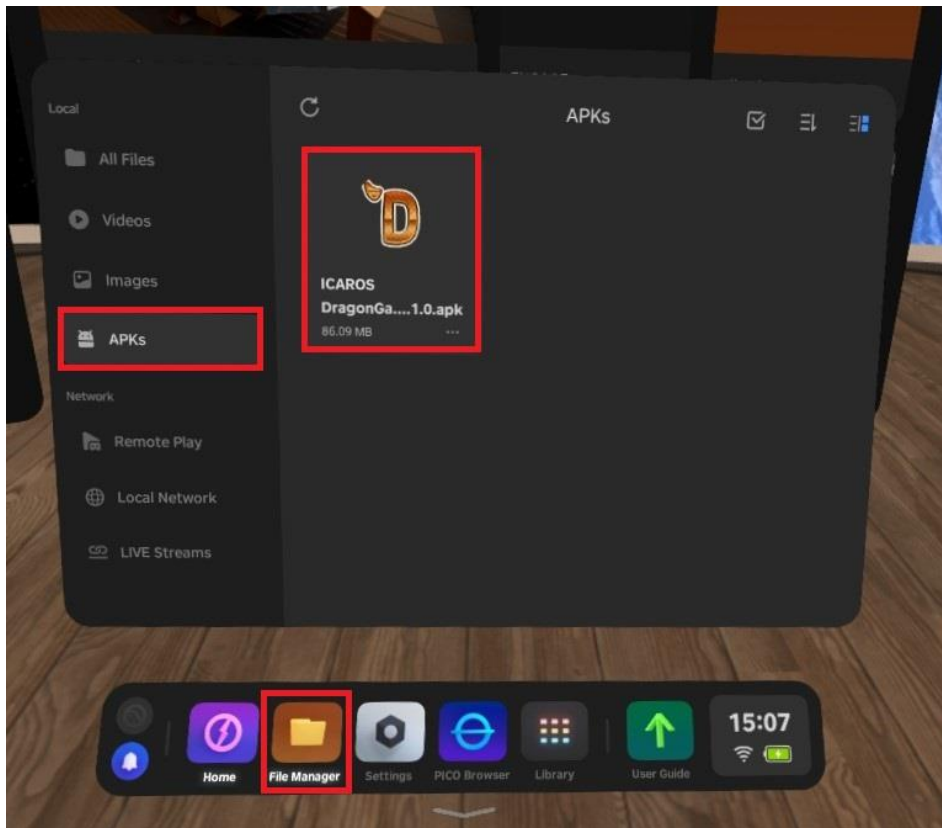 Local
All Files
Videos
Images
APKs
Network
Remote Play
Local Network
LIVE Streams
APKs
D
ICAROS
DragonGa....1.0.apk
86.09 MB
...
Home
File Manager
Settings
PICO Browser
Library
User Guide
15:07